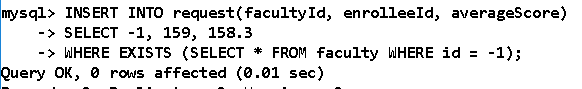 mysql> INSERT INTO request(facultyId, enrolleeId, averageScore)
-> SELECT -1, 159, 158.3
-> WHERE EXISTS (SELECT * FROM faculty WHERE id = -1);
Query OK, 0 rows affected (0.01 sec)